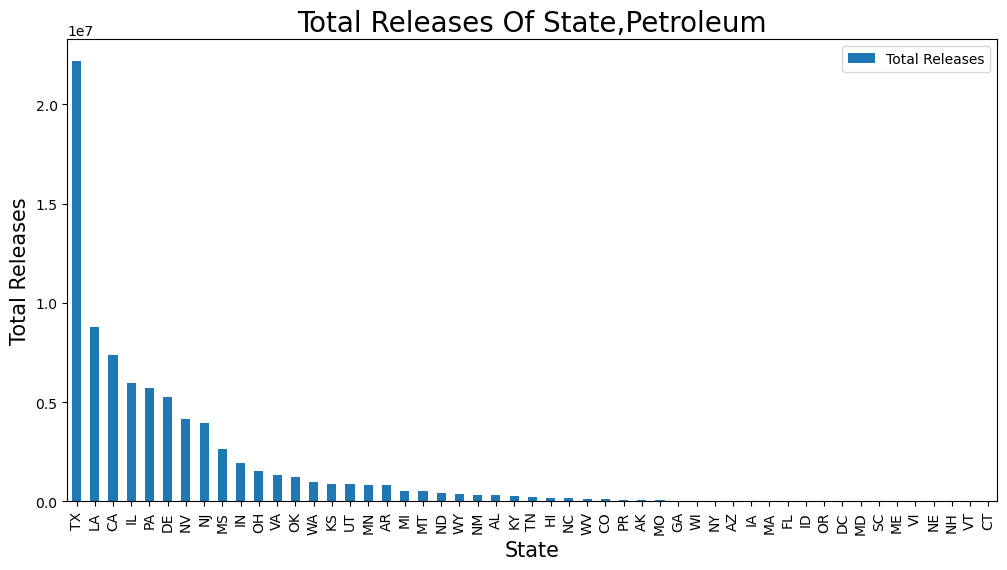 Total Releases Of State,Petroleum
1e7
Total Releases
2.0
1.5
1.0
0.5
0.0
Total Releases
TX LA CA IL PA DE NV NJ MS IN OH VA OK WA KS UT MN AR MI MT ND WY NM AL KY TN HI NC WV CO PR AK MO GA WI NY AZ IA MA FL ID OR DC MD SC ME VI NE NH VT CT
State